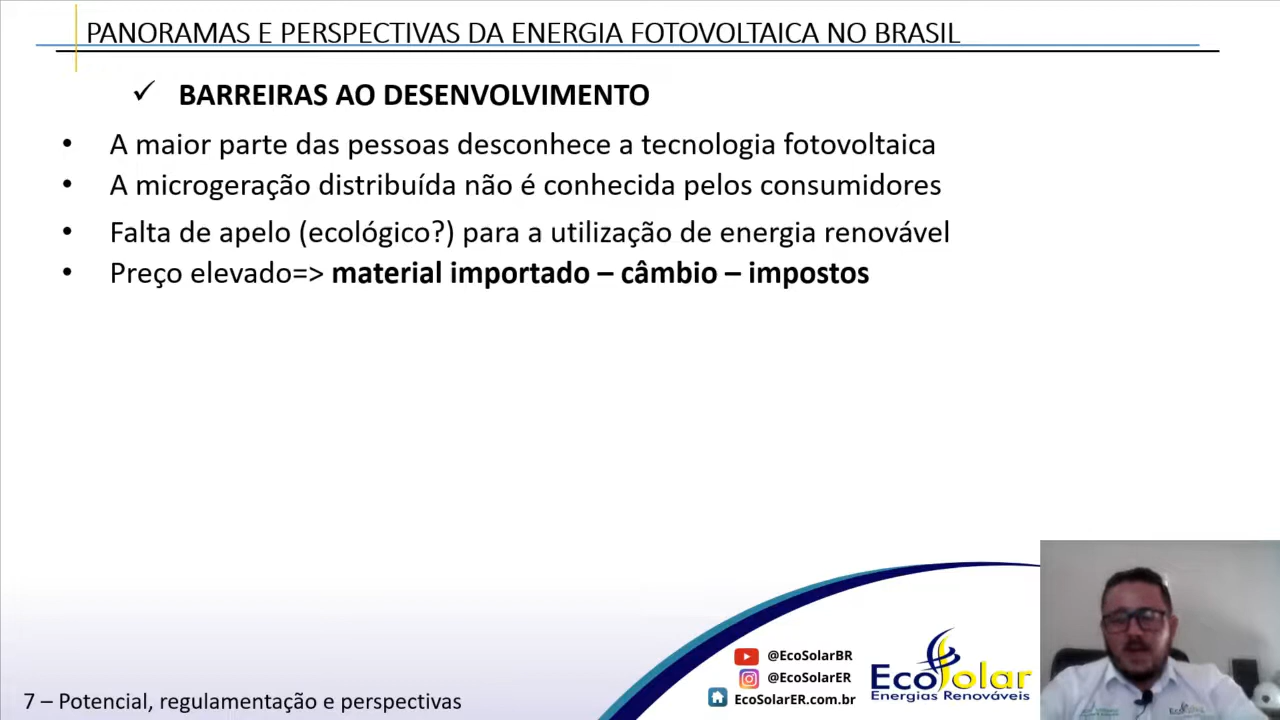 PANORAMAS E PERSPECTIVAS DA ENERGIA FOTOVOLTAICA NO BRASIL
✓ BARREIRAS AO DESENVOLVIMENTO
• A maior parte das pessoas desconhece a tecnologia fotovoltaica
• A microgeração distribuída não é conhecida pelos consumidores
• Falta de apelo (ecológico?) para a utilização de energia renovável
• Preço elevado=> material importado – câmbio – impostos
@EcoSolarBR
@EcoSolarER
EcoSolarER.com.br
EcoSolar
Energias Renováveis
7 – Potencial, regulamentação e perspectivas